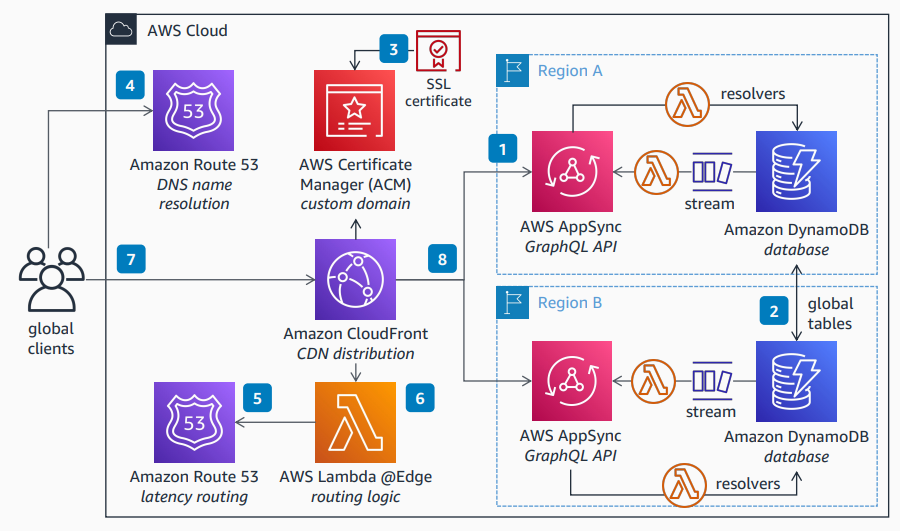 AWS Cloud
3
SSL
certificate
4
53
Amazon Route 53
DNS name
resolution
AWS Certificate
Manager (ACM)
custom domain
Region A
resolvers
1
stream
AWS AppSync
GraphQL API
Amazon DynamoDB
database
7
8
global
clients
Amazon CloudFront
CDN distribution
Region B
2
global
tables
stream
AWS AppSync
GraphQL API
Amazon DynamoDB
database
resolvers
5
6
53
Amazon Route 53
latency routing
AWS Lambda @Edge
routing logic